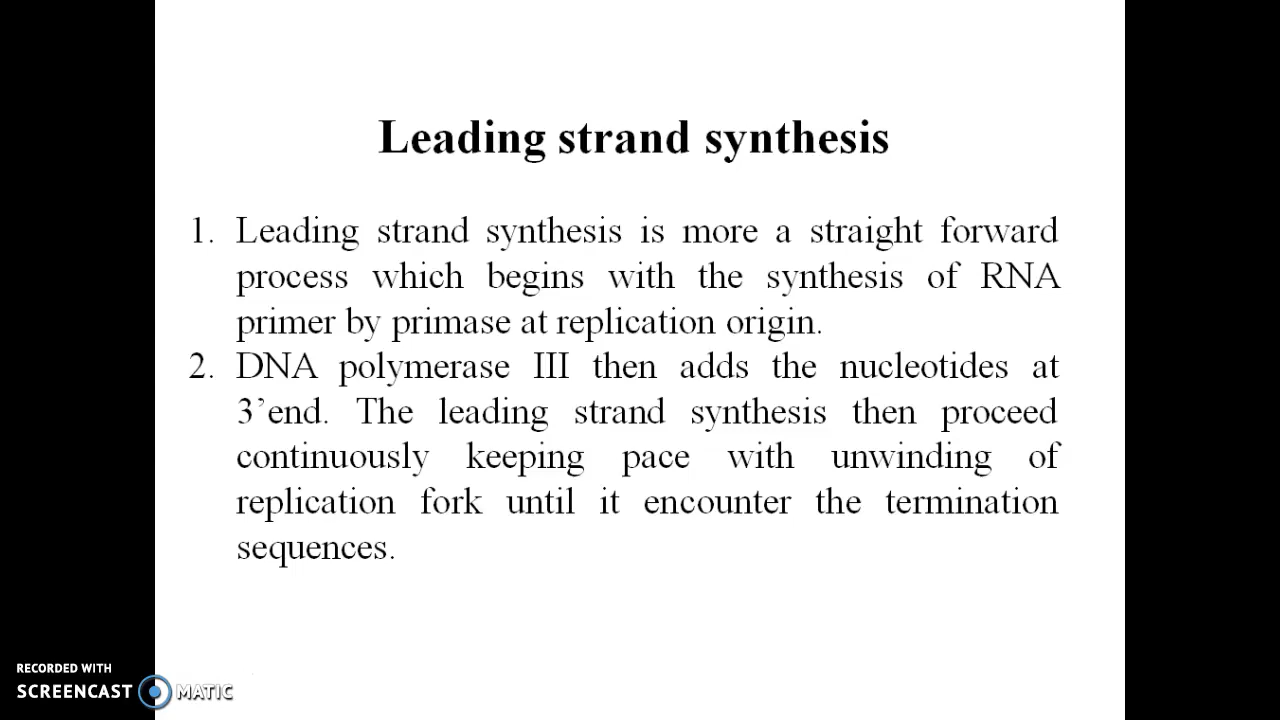 Leading strand synthesis
1. Leading strand synthesis is more a straight forward
process which begins with the synthesis of RNA
primer by primase at replication origin.
2. DNA polymerase III then adds the nucleotides at
3’end. The leading strand synthesis then proceed
continuously keeping pace with unwinding of
replication fork until it encounter the termination
sequences.
RECORDED WITH
SCREENCAST MATIC